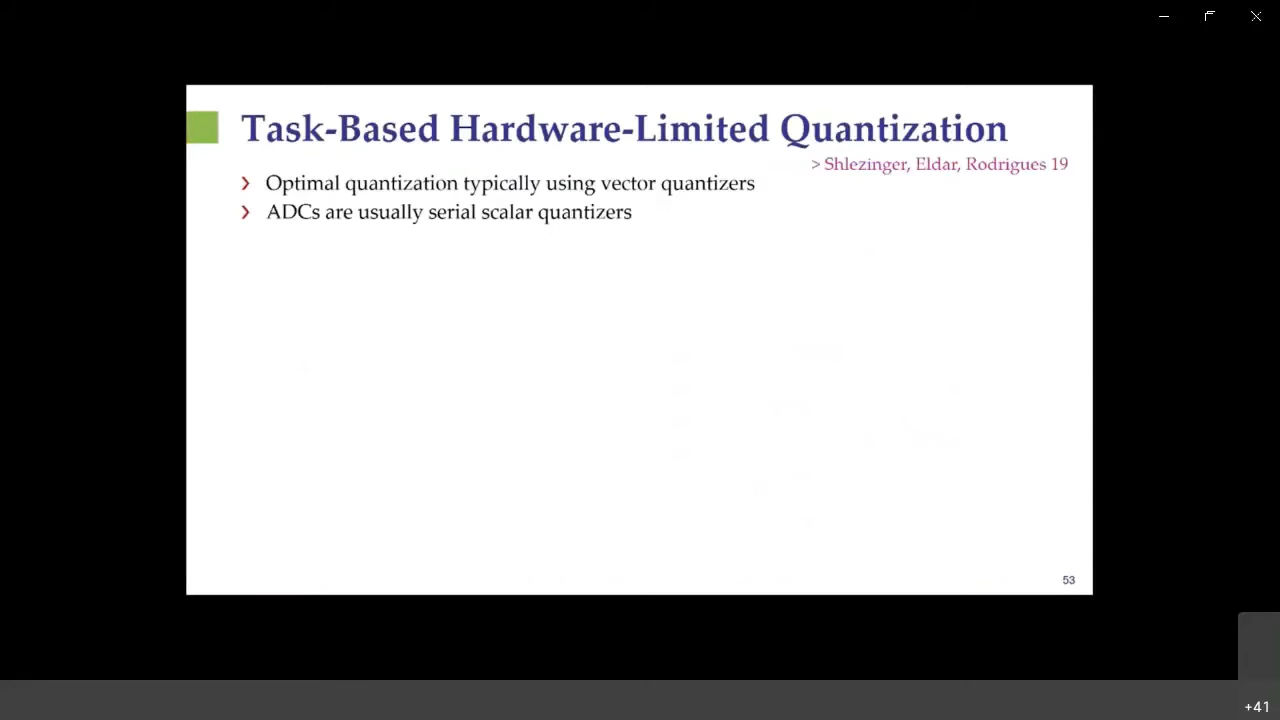 Task-Based Hardware-Limited Quantization
> Shlezinger, Eldar, Rodrigues 19
› Optimal quantization typically using vector quantizers
› ADCs are usually serial scalar quantizers
53
+41